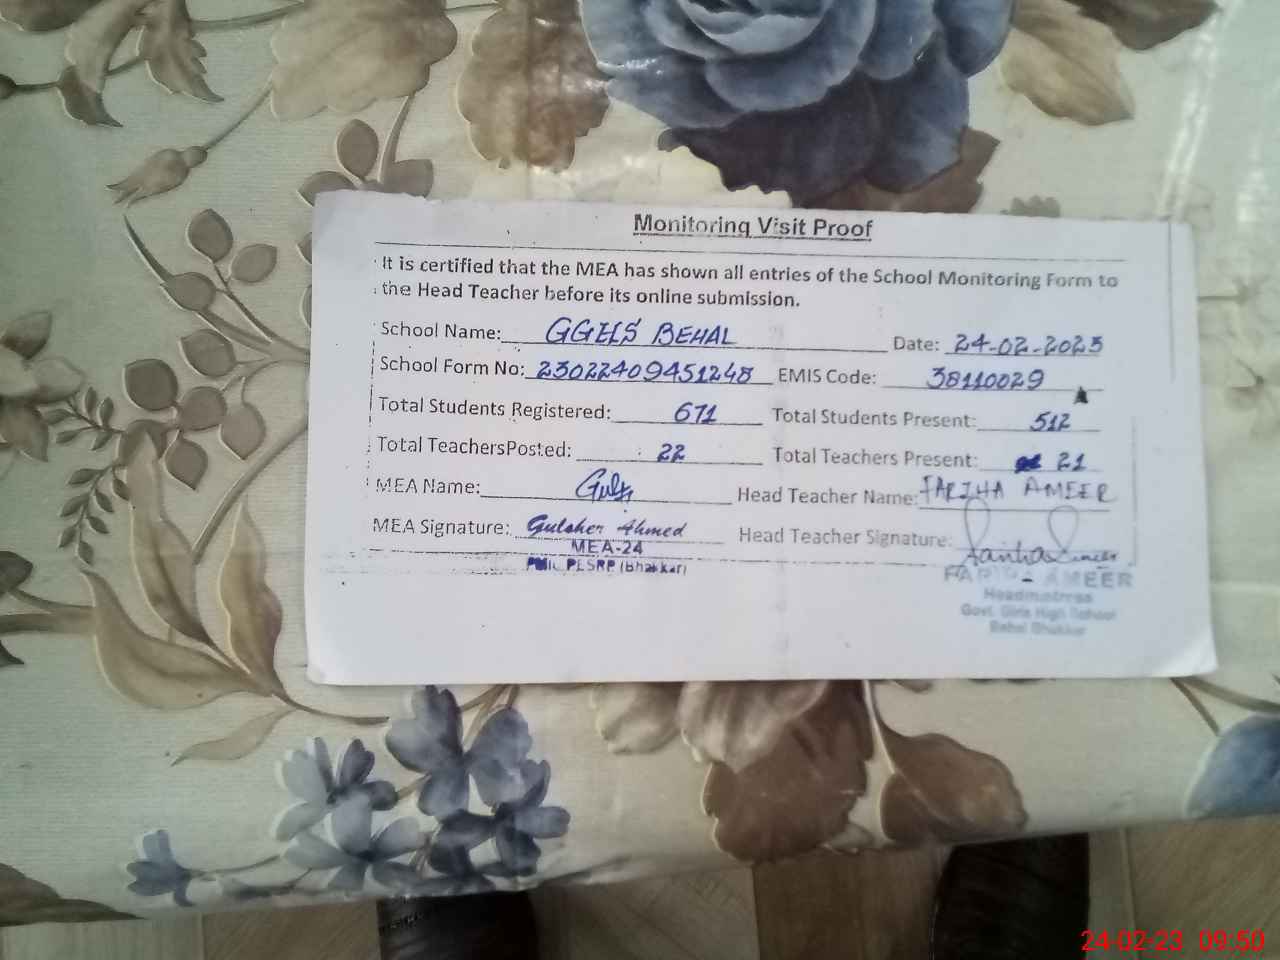 Monitoring Visit Proof
It is certified that the MEA has shown all entries of the School Monitoring Form to
the Head Teacher before its online submission.
School Name: GGHS BEHAL Date: 24-02-2023
School Form No: 23022409451248 EMIS Code: 38110029
Total Students Registered: 671 Total Students Present: 512
Total TeachersPosted: 22 Total Teachers Present: 21
MEA Name: Head Teacher Name: FARIHA AMEER
MEA Signature: Gulsher Ahmed Head Teacher Signature:
MEA-24
PESRP (Bhakkar)
AMEER
Headmistress
Govt. Girls High School
Behal Bhakkar
24-02-23 09:50